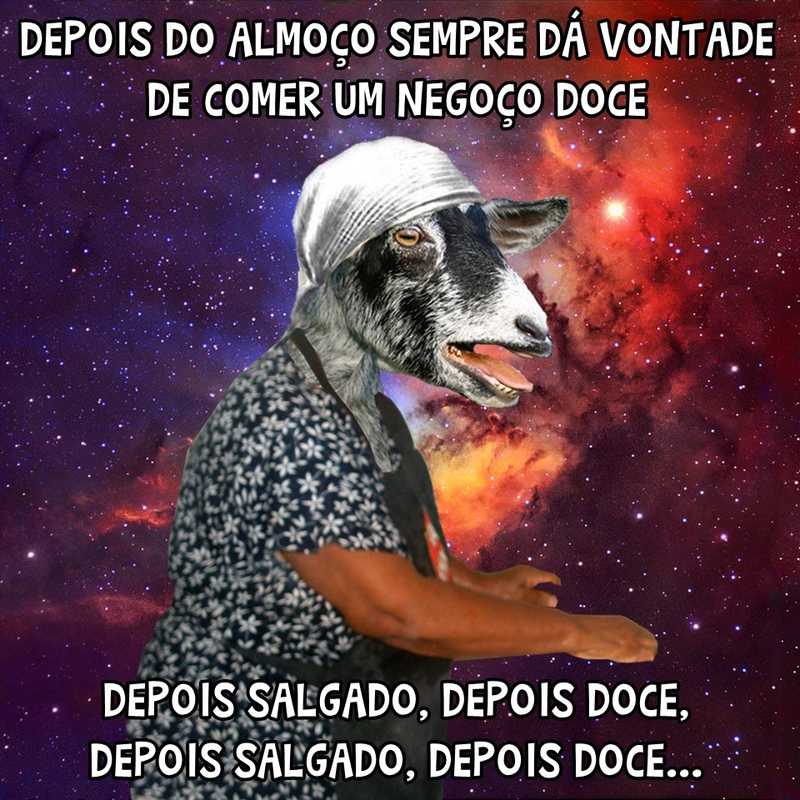 DEPOIS DO ALMOÇO SEMPRE DÁ VONTADE
DE COMER UM NEGOÇO DOCE
DEPOIS SALGADO, DEPOIS DOCE,
DEPOIS SALGADO, DEPOIS DOCE...